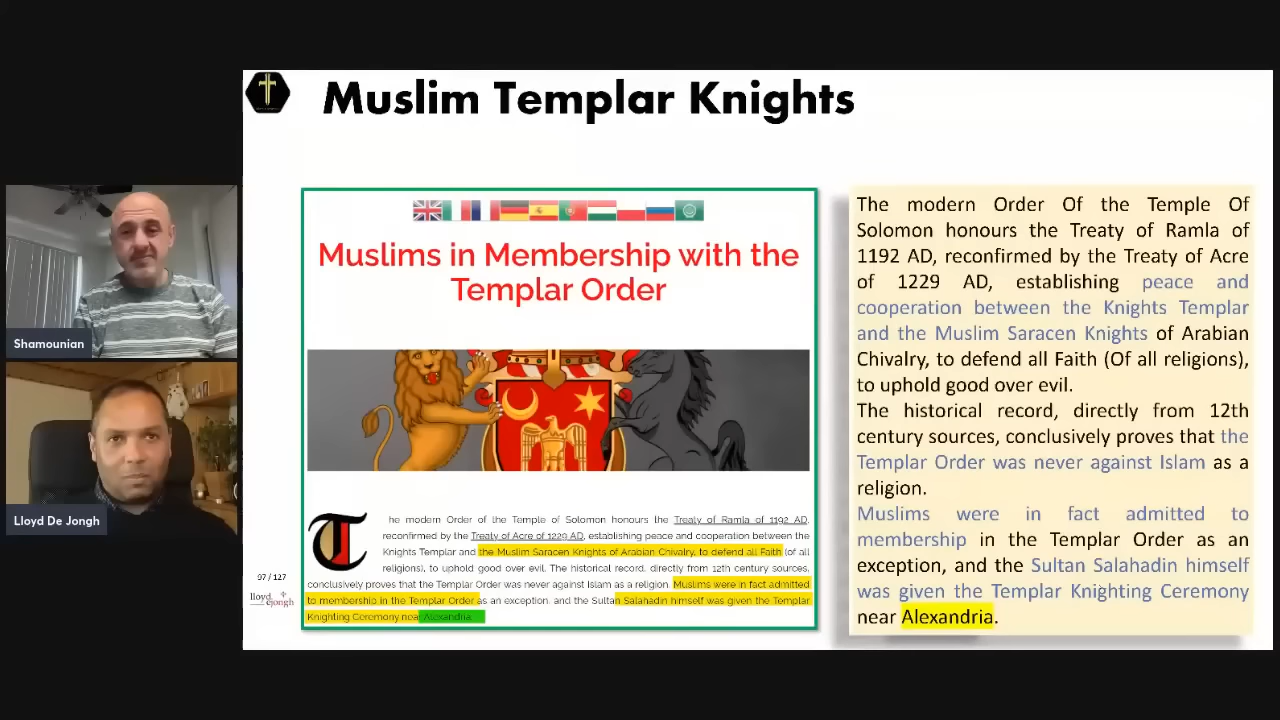 Muslim Templar Knights
Shamounian
Lloyd De Jongh
Muslims in Membership with the
Templar Order
The modern Order of the Temple of Solomon honours the Treaty of Ramla of 1192 AD,
reconfirmed by the Treaty of Acre of 1229 AD, establishing peace and cooperation between the
Knights Templar and the Muslim Saracen Knights of Arabian Chivalry, to defend all Faith (of all
religions), to uphold good over evil. The historical record, directly from 12th century sources,
conclusively proves that the Templar Order was never against Islam as a religion. Muslims were in fact admitted
to membership in the Templar Order as an exception, and the Sultan Salahadin himself was given the Templar
Knighting Ceremony near Alexandria.
97 / 127
lloyd
dejongh
The modern Order Of the Temple Of
Solomon honours the Treaty of Ramla of
1192 AD, reconfirmed by the Treaty of Acre
of 1229 AD, establishing peace and
cooperation between the Knights Templar
and the Muslim Saracen Knights of Arabian
Chivalry, to defend all Faith (Of all religions),
to uphold good over evil.
The historical record, directly from 12th
century sources, conclusively proves that the
Templar Order was never against Islam as a
religion.
Muslims were in fact admitted to
membership in the Templar Order as an
exception, and the Sultan Salahadin himself
was given the Templar Knighting Ceremony
near Alexandria.